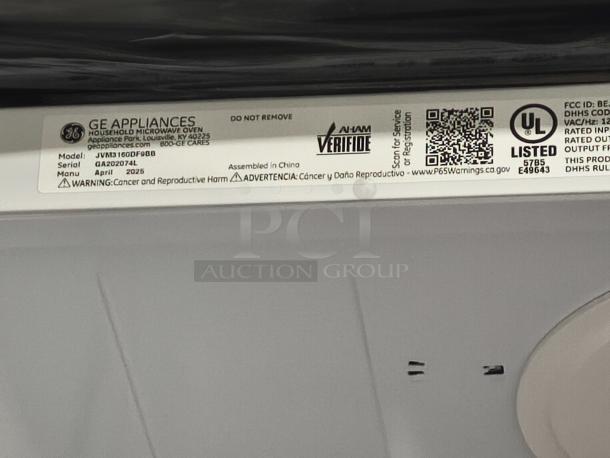 GE APPLIANCES
HOUSEHOLD MICROWAVE OVEN
Appliance Park, Louisville, KY 40225
geappliances.com 800-GE CARES
Model: JVM3160DF9BB
Serial GA202074L
Manu April 2025
DO NOT REMOVE
AHAM
VERIFIDE
Assembled in China
Scan for Service
or Registration
UL
LISTED
57B5
E49643
FCC ID: BE
DHHS COD
VAC/Hz: 12
RATED INP
RATED OUT
OUTPUT FR
THIS PROD
DHHS RUL
⚠WARNING: Cancer and Reproductive Harm ⚠ADVERTENCIA: Cáncer y Daño Reproductivo - www.P65Warnings.ca.gov
PCI
AUCTION GROUP